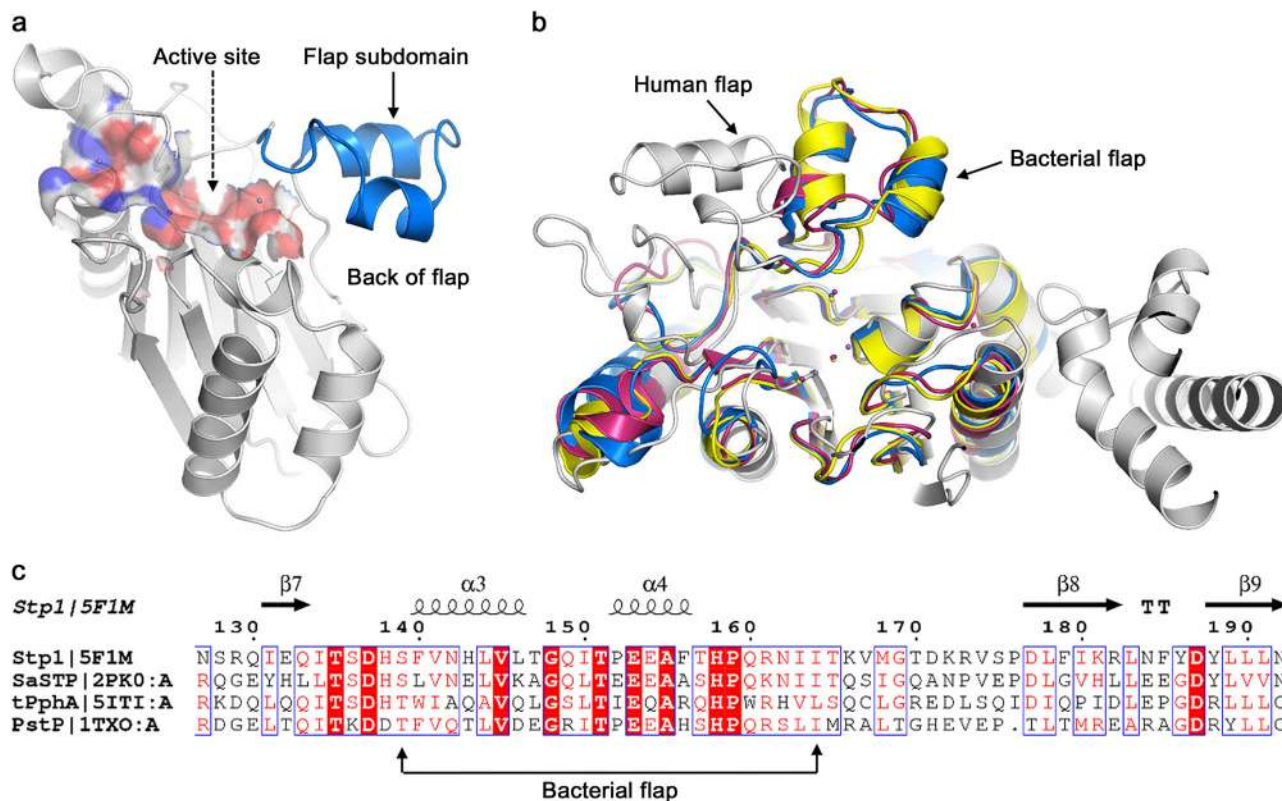 a
Active site
Flap subdomain
Back of flap
b
Human flap
Bacterial flap
c
β7 α3 α4 β8 β9
Stp1|5F1M TT
130 140 150 160 170 180 190
Stp1|5F1M NSRQIEQITSDHSFVNHLVLTGQITPEEAFTHPQRNIITKVMGTDKRVSPDLFIKRLNFYDYLLLN
SaSTP|2PK0:A RQGEYHLLTSDHSLVNELVKAGQLTEEEAASHPQKNIITQSIGQANPVEPDLGVHLLEEGDYLVVN
tPphA|5ITI:A RKDQLQQITSDHTWIAQAVQLGSLTIEQARQHPWRHVLSQCLGREDLSQIDIQPIDLEPGDRLLLC
PstP|1TXO:A RDGELTQITKDDTFVQTLVDEGRITPEEAHSHPQRSLIMRALTGHEVEP.TLTMREARAGDRYLLC
Bacterial flap